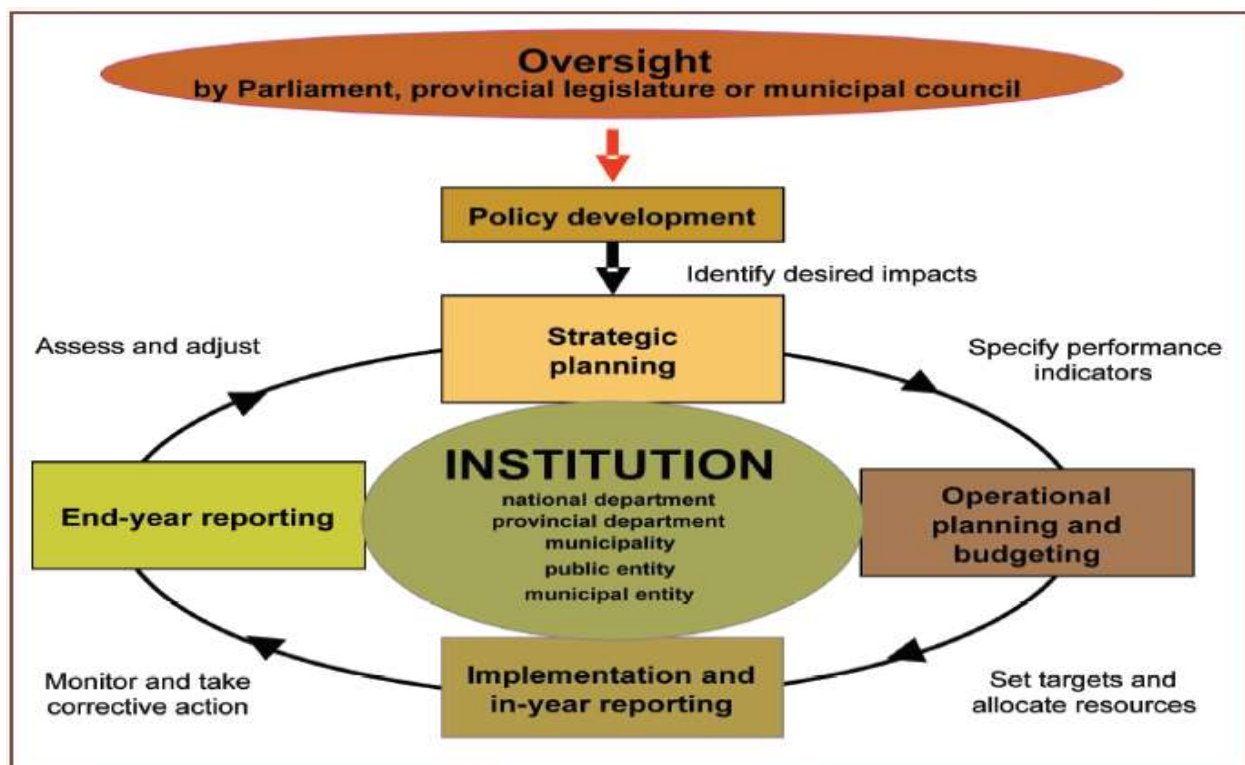 Oversight
by Parliament, provincial legislature or municipal council
Policy development
Identify desired impacts
Strategic
planning
Assess and adjust
Specify performance
indicators
INSTITUTION
national department
provincial department
municipality
public entity
municipal entity
End-year reporting
Operational
planning and
budgeting
Implementation and
in-year reporting
Monitor and take
corrective action
Set targets and
allocate resources